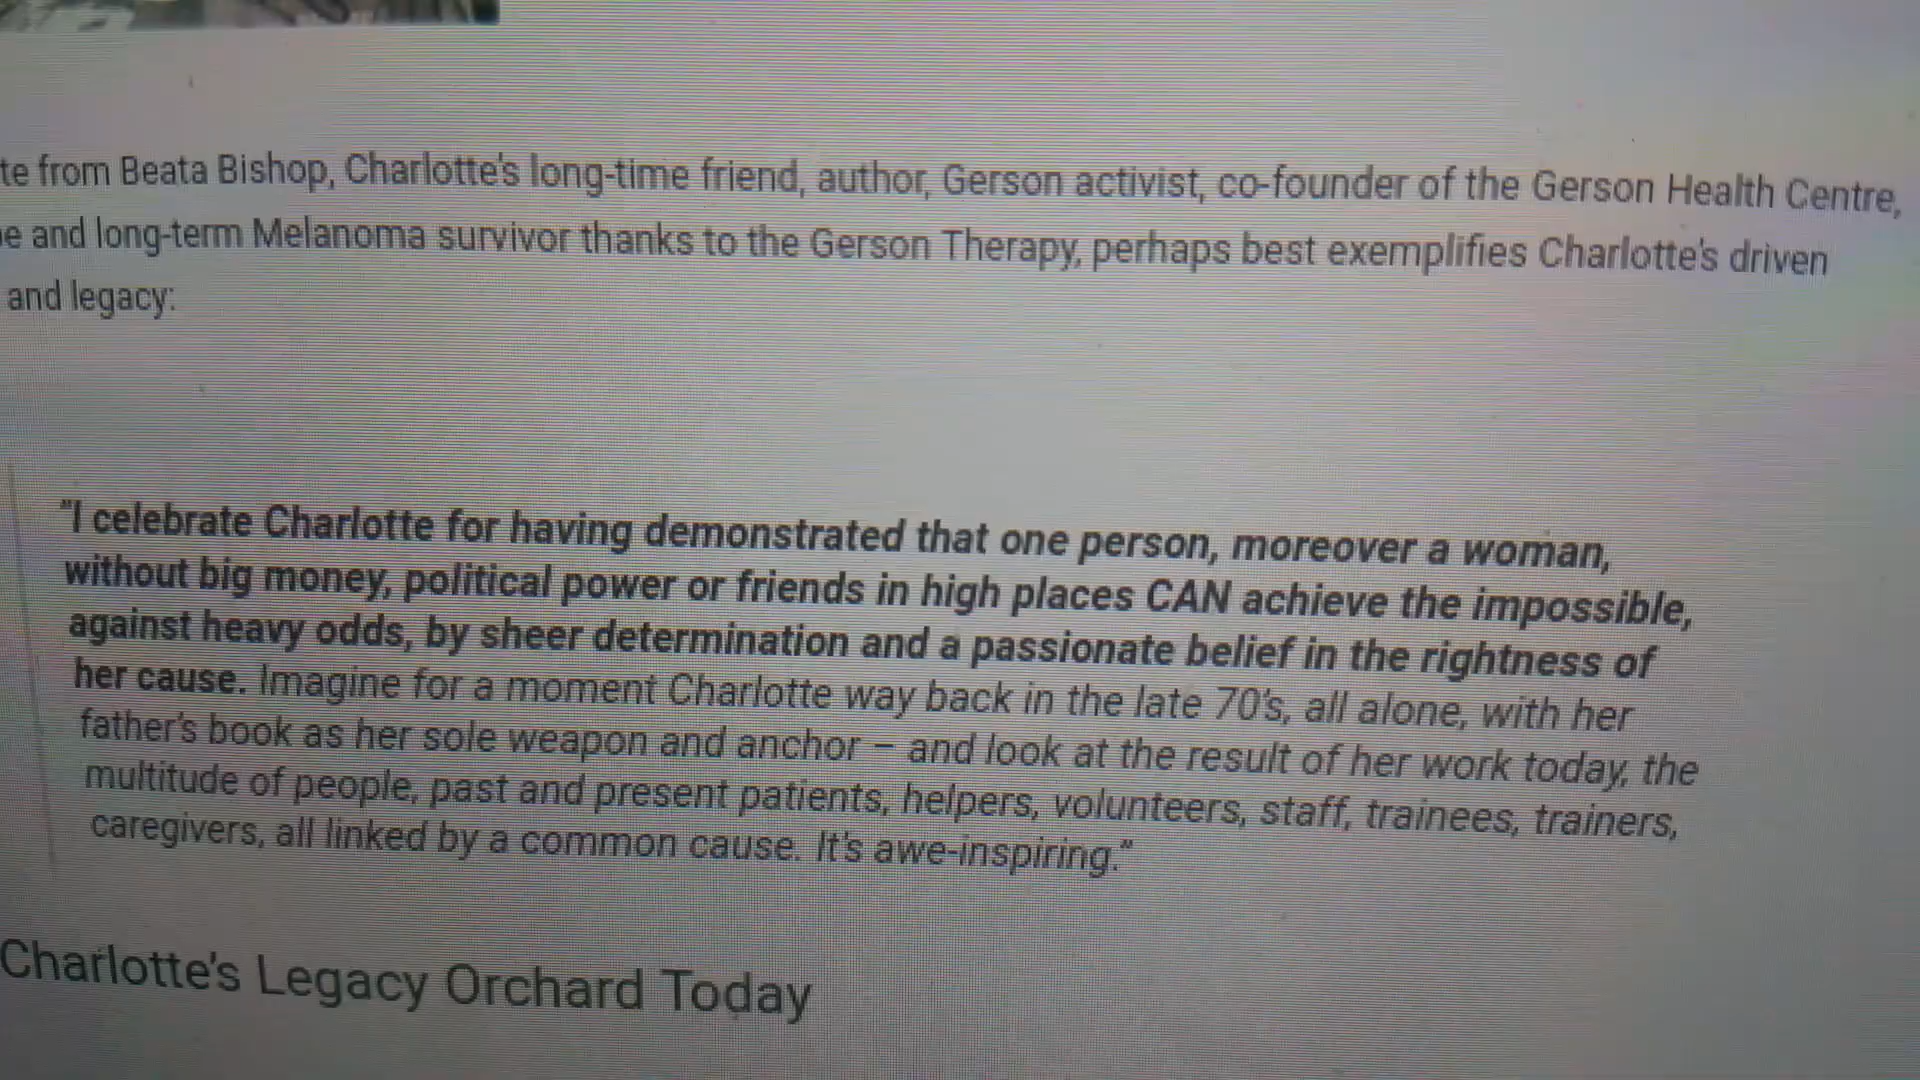 te from Beata Bishop, Charlotte's long-time friend, author, Gerson activist, co-founder of the Gerson Health Centre,
e and long-term Melanoma survivor thanks to the Gerson Therapy, perhaps best exemplifies Charlotte's driven
and legacy:
"I celebrate Charlotte for having demonstrated that one person, moreover a woman,
without big money, political power or friends in high places CAN achieve the impossible,
against heavy odds, by sheer determination and a passionate belief in the rightness of
her cause. Imagine for a moment Charlotte way back in the late 70's, all alone, with her
father's book as her sole weapon and anchor – and look at the result of her work today, the
multitude of people, past and present patients, helpers, volunteers, staff, trainees, trainers,
caregivers, all linked by a common cause. It's awe-inspiring."
Charlotte's Legacy Orchard Today